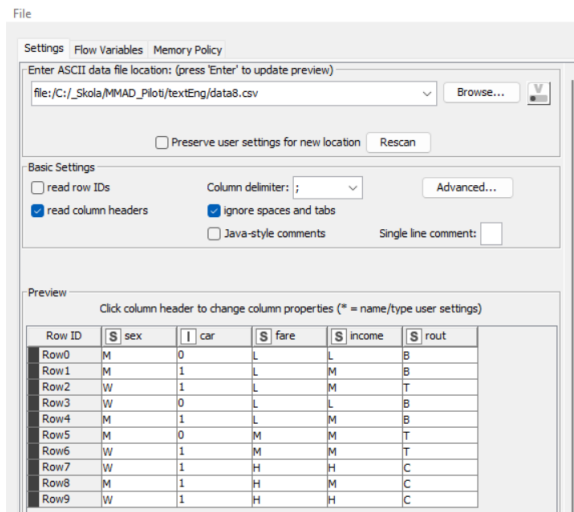 File
Settings Flow Variables Memory Policy
Enter ASCII data file location: (press 'Enter' to update preview)
file:/C:/_Skola/MMAD_Piloti/textEng/data8.csv Browse... V
Preserve user settings for new location Rescan
Basic Settings
read row IDs Column delimiter: ; Advanced...
read column headers ignore spaces and tabs
Java-style comments Single line comment:
Preview
Click column header to change column properties (* = name/type user settings)
Row ID S sex I car S fare S income S rout
Row0 M 0 L L B
Row1 M 1 L M B
Row2 W 1 L M T
Row3 W 0 L L B
Row4 M 1 L M B
Row5 M 0 M M T
Row6 W 1 M M T
Row7 W 1 H H C
Row8 M 1 H M C
Row9 W 1 H H C